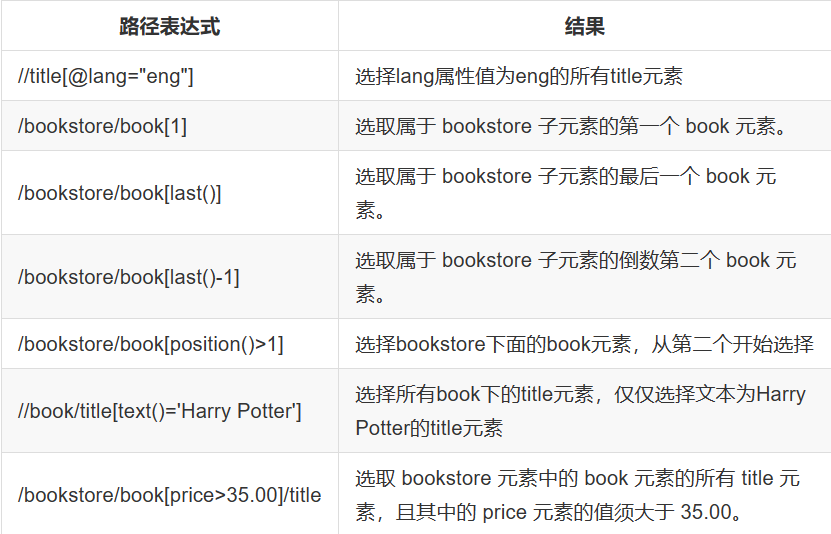 路径表达式 结果
//title[@lang="eng"] 选择lang属性值为eng的所有title元素
/bookstore/book[1] 选取属于 bookstore 子元素的第一个 book 元素。
/bookstore/book[last()] 选取属于 bookstore 子元素的最后一个 book 元
素。
/bookstore/book[last()-1] 选取属于 bookstore 子元素的倒数第二个 book 元
素。
/bookstore/book[position()>1] 选择bookstore下面的book元素，从第二个开始选择
//book/title[text()='Harry Potter'] 选择所有book下的title元素，仅仅选择文本为Harry
Potter的title元素
/bookstore/book[price>35.00]/title 选取 bookstore 元素中的 book 元素的所有 title 元
素，且其中的 price 元素的值须大于 35.00。